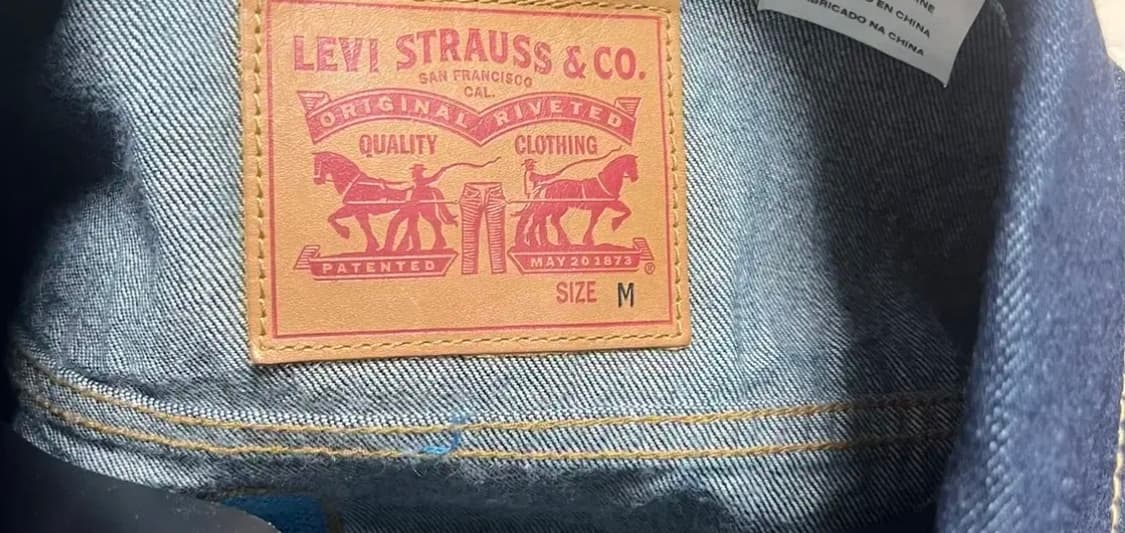 LEVI STRAUSS & CO.
SAN FRANCISCO
CAL.
ORIGINAL RIVETED
QUALITY CLOTHING
PATENTED MAY 20 1873 ®
SIZE M
EN CHINA
NA CHINA